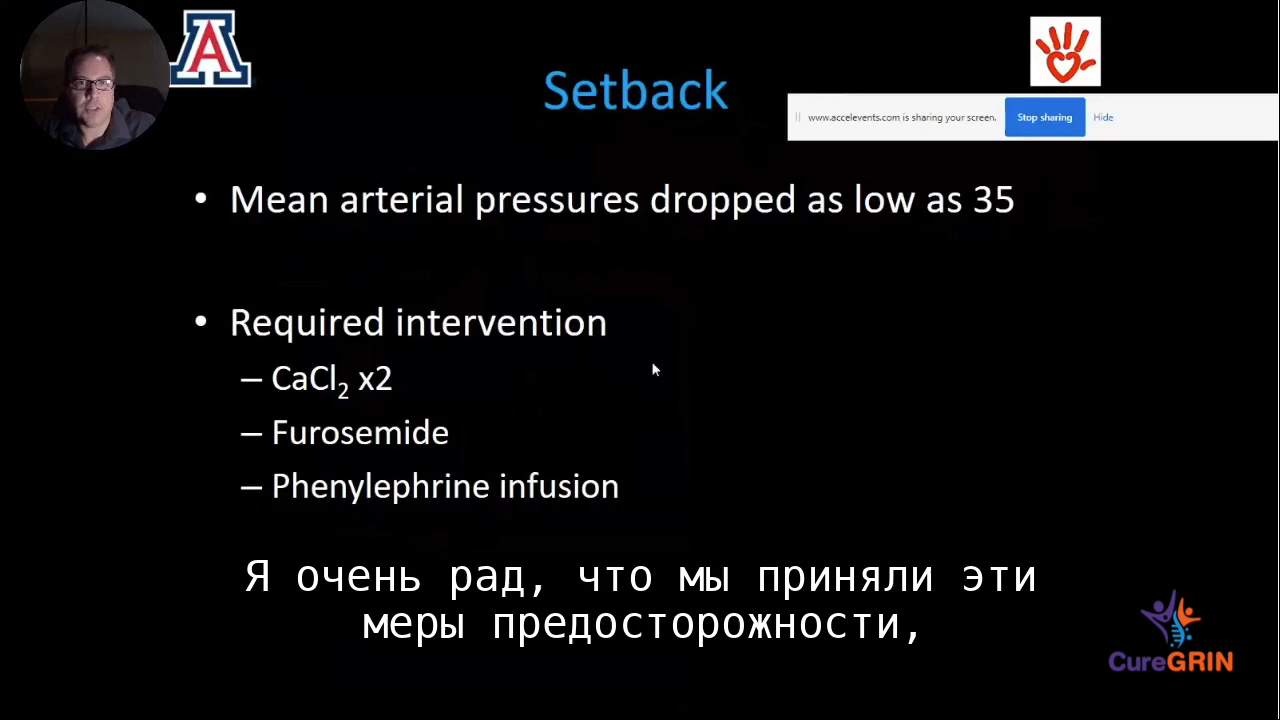 A
Setback
www.accelevents.com is sharing your screen.
Stop sharing
Hide
• Mean arterial pressures dropped as low as 35
• Required intervention
– CaCl₂ x2
– Furosemide
– Phenylephrine infusion
Я очень рад, что мы приняли эти
меры предосторожности,
CureGRIN